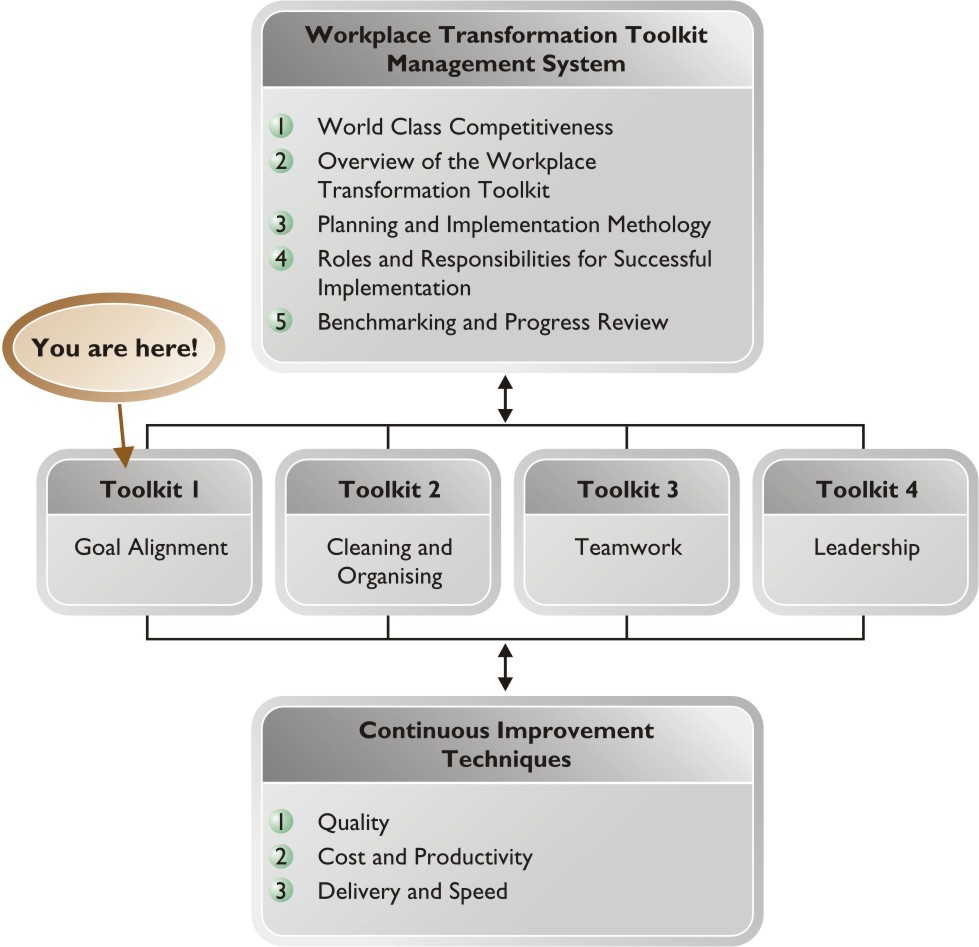 Workplace Transformation Toolkit
Management System
1 World Class Competitiveness
2 Overview of the Workplace
Transformation Toolkit
3 Planning and Implementation Methology
4 Roles and Responsibilities for Successful
Implementation
5 Benchmarking and Progress Review
You are here!
Toolkit 1
Goal Alignment
Toolkit 2
Cleaning and
Organising
Toolkit 3
Teamwork
Toolkit 4
Leadership
Continuous Improvement
Techniques
1 Quality
2 Cost and Productivity
3 Delivery and Speed